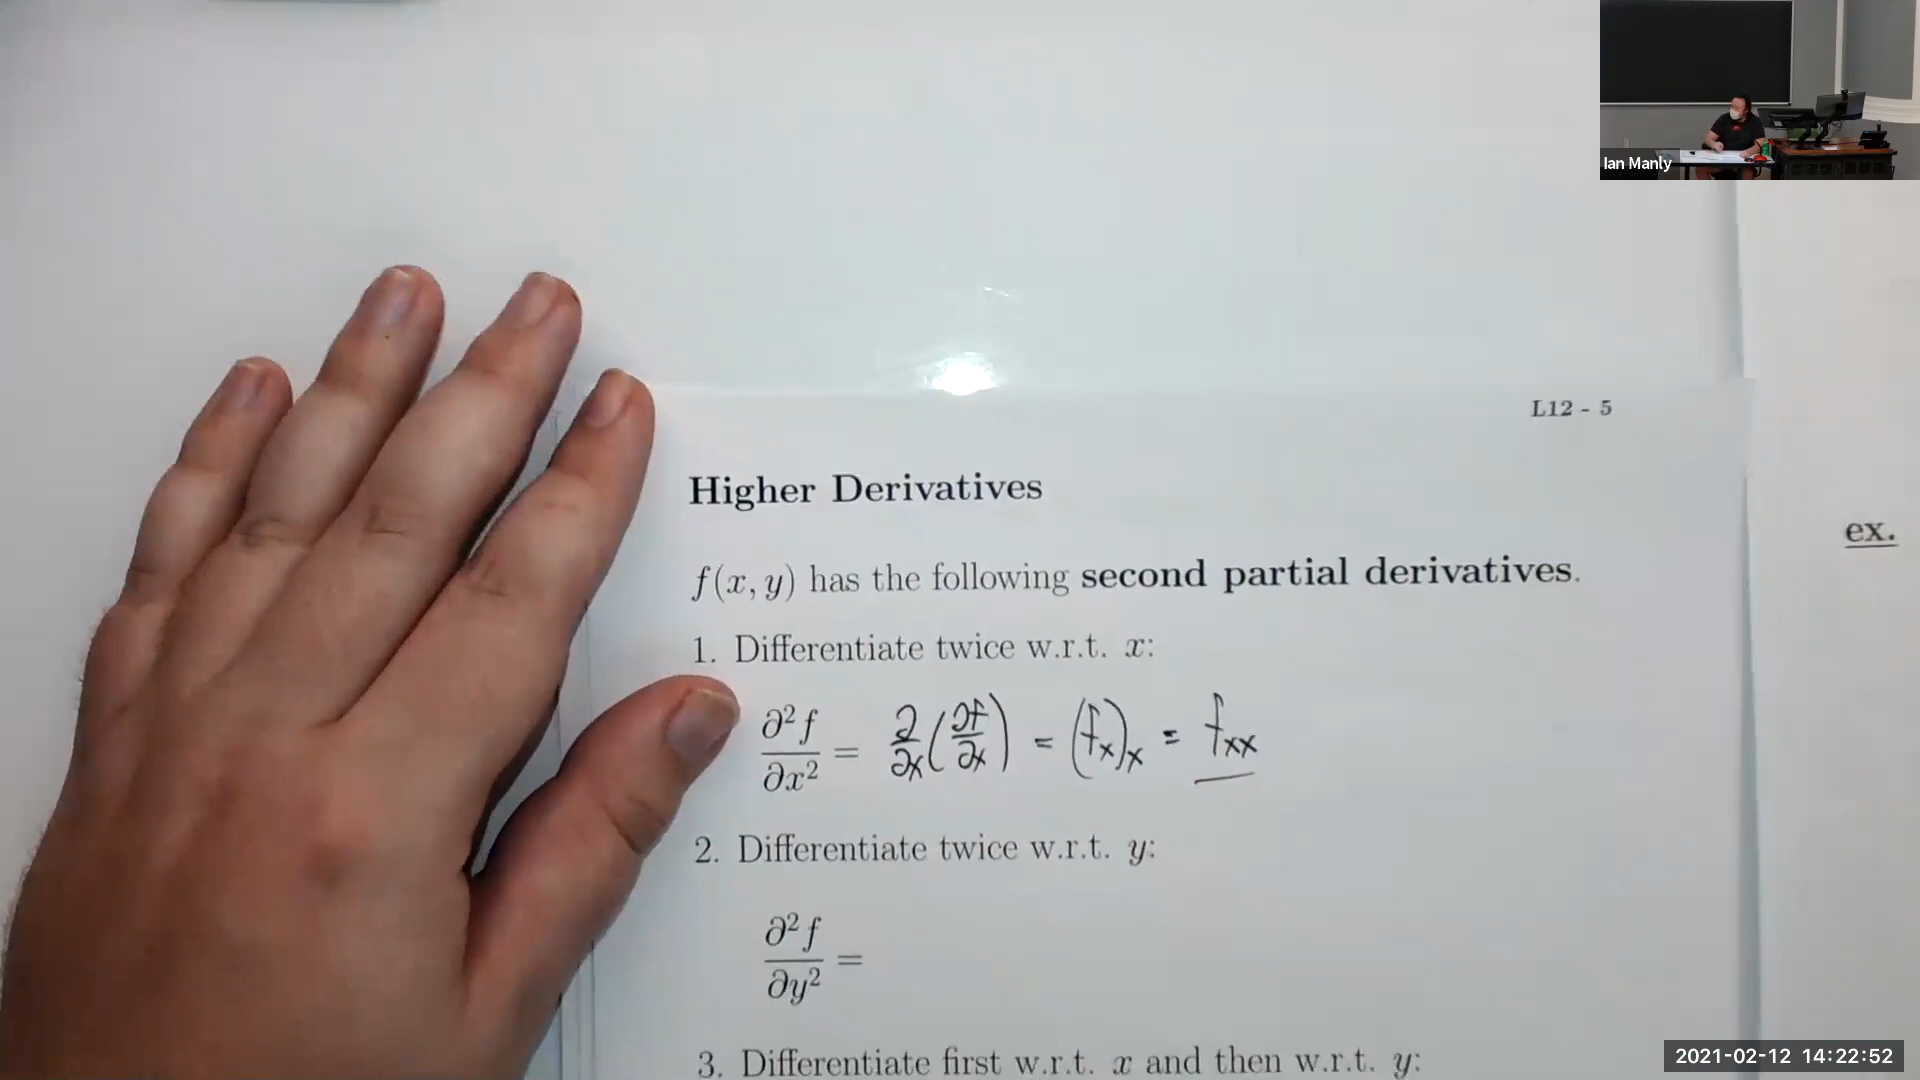 Ian Manly
L12 - 5
Higher Derivatives
ex.
f(x, y) has the following second partial derivatives.
1. Differentiate twice w.r.t. x:
∂²f/∂x² = ∂/∂x(∂f/∂x) = (fₓ)ₓ = fₓₓ
2. Differentiate twice w.r.t. y:
∂²f/∂y² =
3. Differentiate first w.r.t. x and then w.r.t. y:
2021-02-12 14:22:52